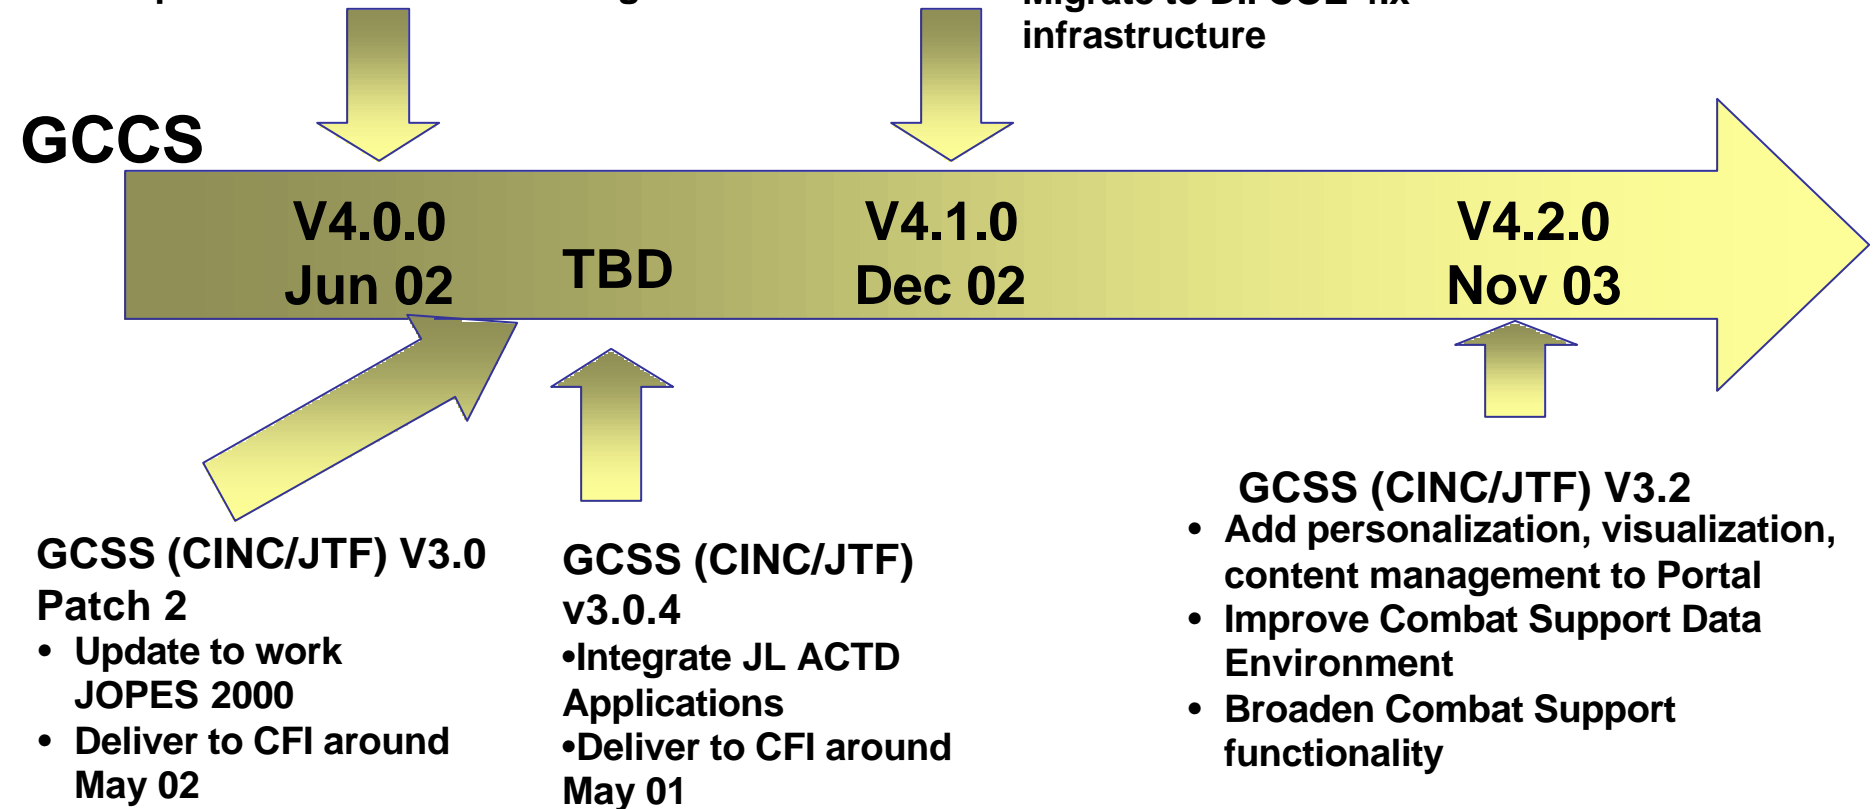 infrastructure
GCCS
V4.0.0
Jun 02
TBD
V4.1.0
Dec 02
V4.2.0
Nov 03
GCSS (CINC/JTF) V3.0
Patch 2
• Update to work
JOPES 2000
• Deliver to CFI around
May 02
GCSS (CINC/JTF)
v3.0.4
•Integrate JL ACTD
Applications
•Deliver to CFI around
May 01
GCSS (CINC/JTF) V3.2
• Add personalization, visualization,
content management to Portal
• Improve Combat Support Data
Environment
• Broaden Combat Support
functionality